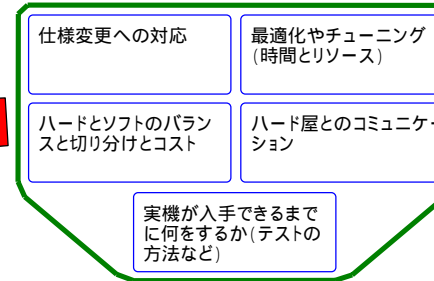 仕様変更への対応
最適化やチューニング
(時間とリソース)
ハードとソフトのバラン
スと切り分けとコスト
ハード屋とのコミュニケー
ション
実機が入手できるまで
に何をするか(テストの
方法など)